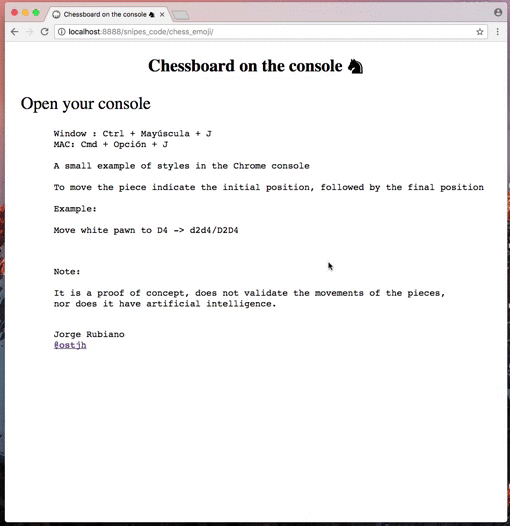 Chessboard on the console ♞
localhost:8888/snipes_code/chess_emoji/
Chessboard on the console ♞
Open your console
Window : Ctrl + Mayúscula + J
MAC: Cmd + Opción + J
A small example of styles in the Chrome console
To move the piece indicate the initial position, followed by the final position
Example:
Move white pawn to D4 -> d2d4/D2D4
Note:
It is a proof of concept, does not validate the movements of the pieces,
nor does it have artificial intelligence.
Jorge Rubiano
@ostjh